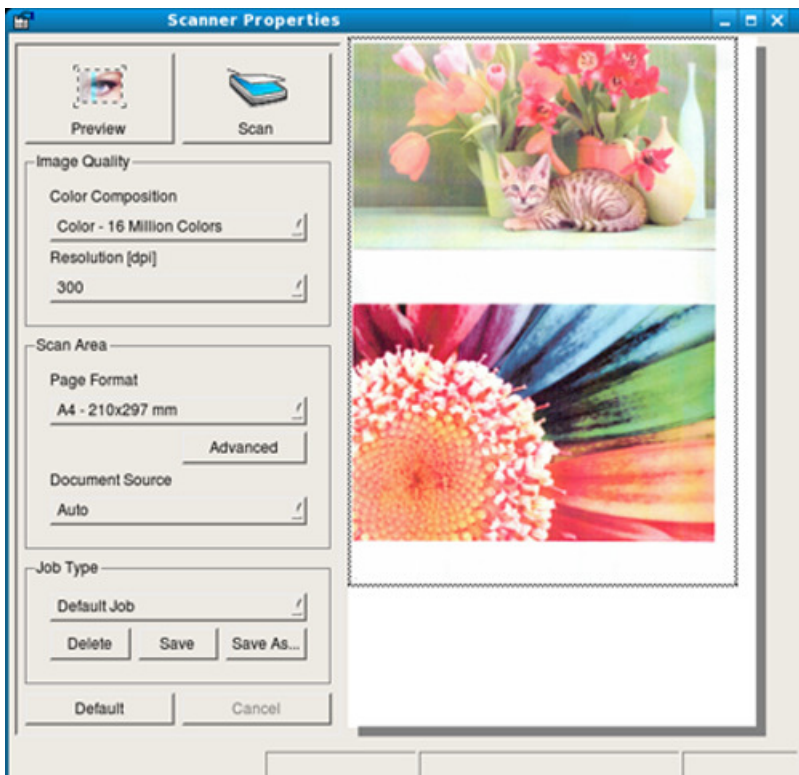 Scanner Properties
Preview
Scan
Image Quality
Color Composition
Color - 16 Million Colors
Resolution [dpi]
300
Scan Area
Page Format
A4 - 210x297 mm
Advanced
Document Source
Auto
Job Type
Default Job
Delete
Save
Save As...
Default
Cancel